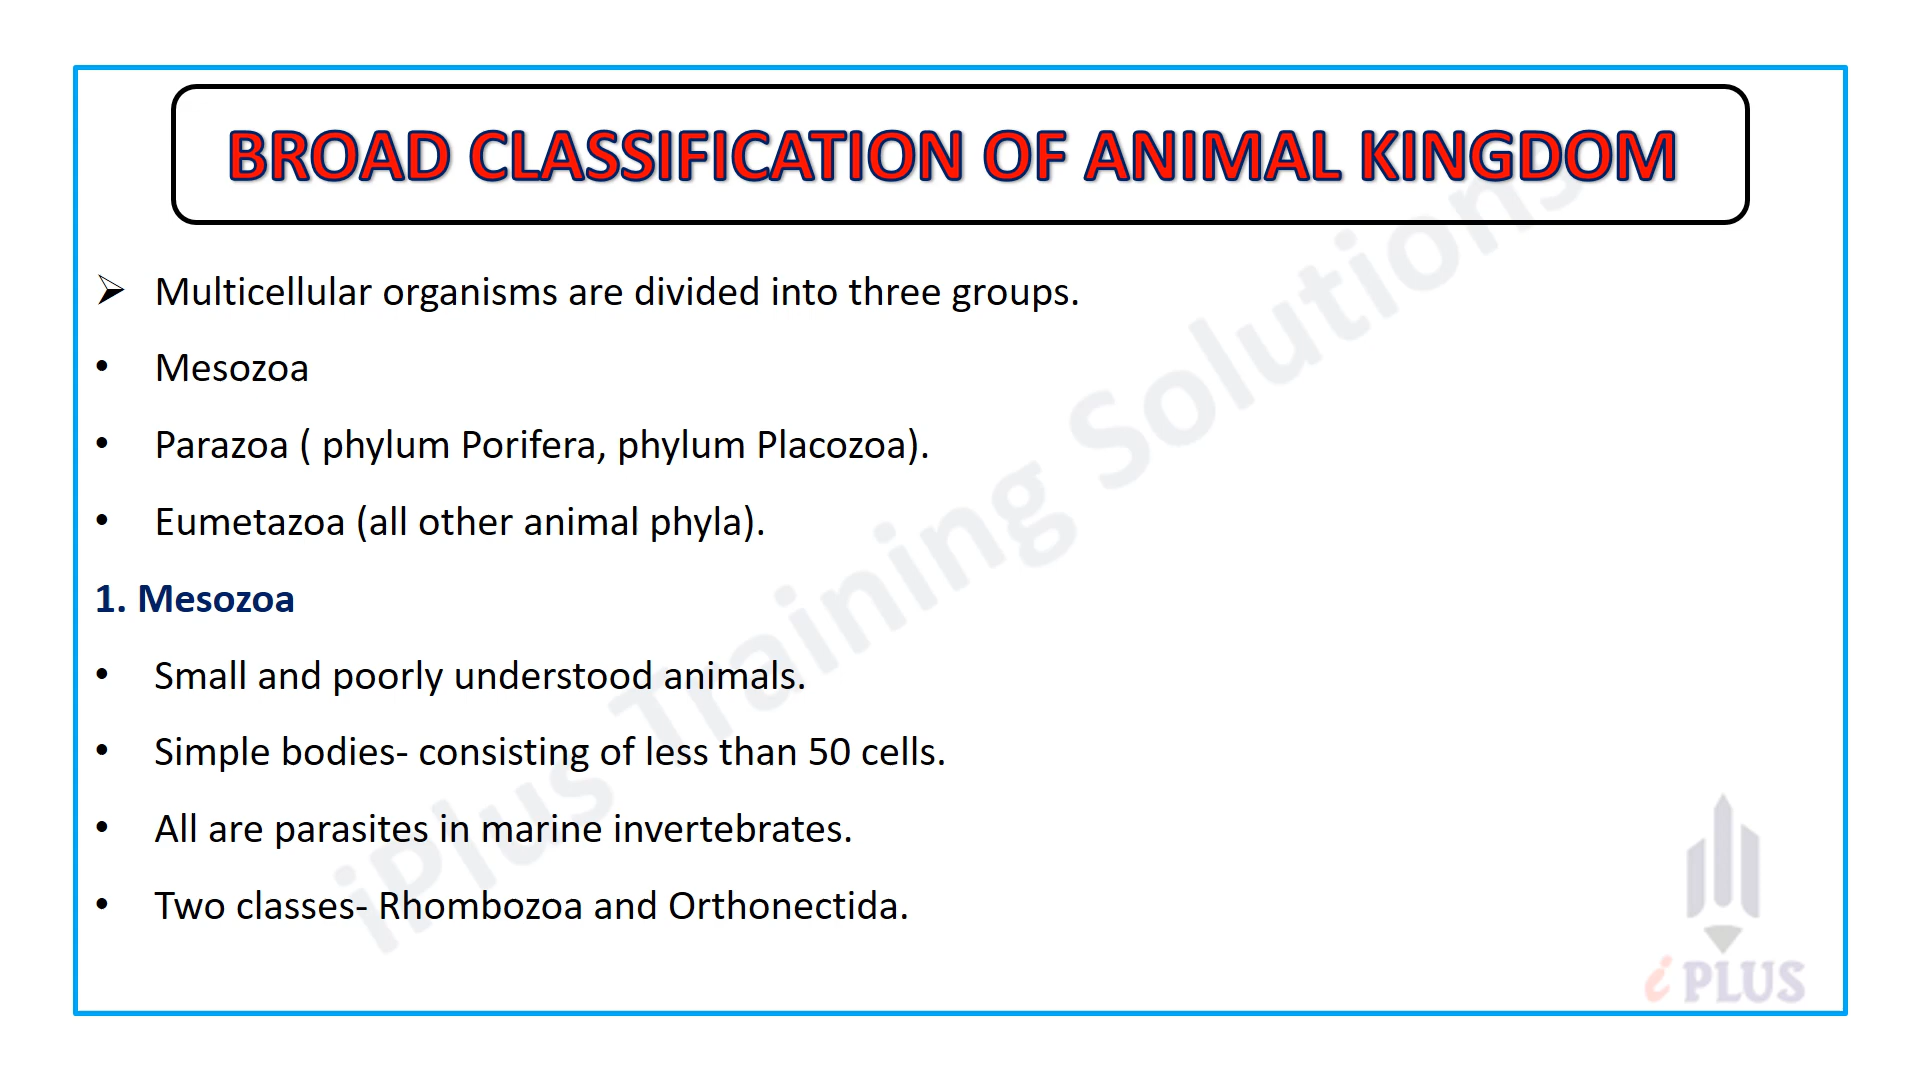 BROAD CLASSIFICATION OF ANIMAL KINGDOM
➢ Multicellular organisms are divided into three groups.
• Mesozoa
• Parazoa ( phylum Porifera, phylum Placozoa).
• Eumetazoa (all other animal phyla).
1. Mesozoa
• Small and poorly understood animals.
• Simple bodies- consisting of less than 50 cells.
• All are parasites in marine invertebrates.
• Two classes- Rhombozoa and Orthonectida.
iPlus Training Solutions
i PLUS